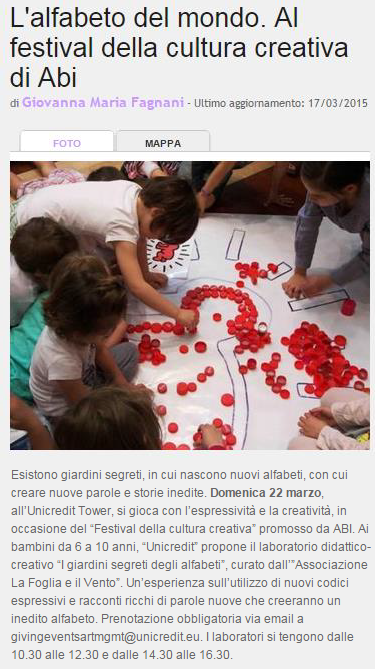 L'alfabeto del mondo. Al
festival della cultura creativa
di Abi
di Giovanna Maria Fagnani - Ultimo aggiornamento: 17/03/2015
FOTO MAPPA
Esistono giardini segreti, in cui nascono nuovi alfabeti, con cui
creare nuove parole e storie inedite. Domenica 22 marzo,
all'Unicredit Tower, si gioca con l'espressività e la creatività, in
occasione del "Festival della cultura creativa" promosso da ABI. Ai
bambini da 6 a 10 anni, "Unicredit" propone il laboratorio didattico-
creativo "I giardini segreti degli alfabeti", curato dall'"Associazione
La Foglia e il Vento". Un'esperienza sull'utilizzo di nuovi codici
espressivi e racconti ricchi di parole nuove che creeranno un
inedito alfabeto. Prenotazione obbligatoria via email a
givingeventsartmgmt@unicredit.eu. I laboratori si tengono dalle
10.30 alle 12.30 e dalle 14.30 alle 16.30.